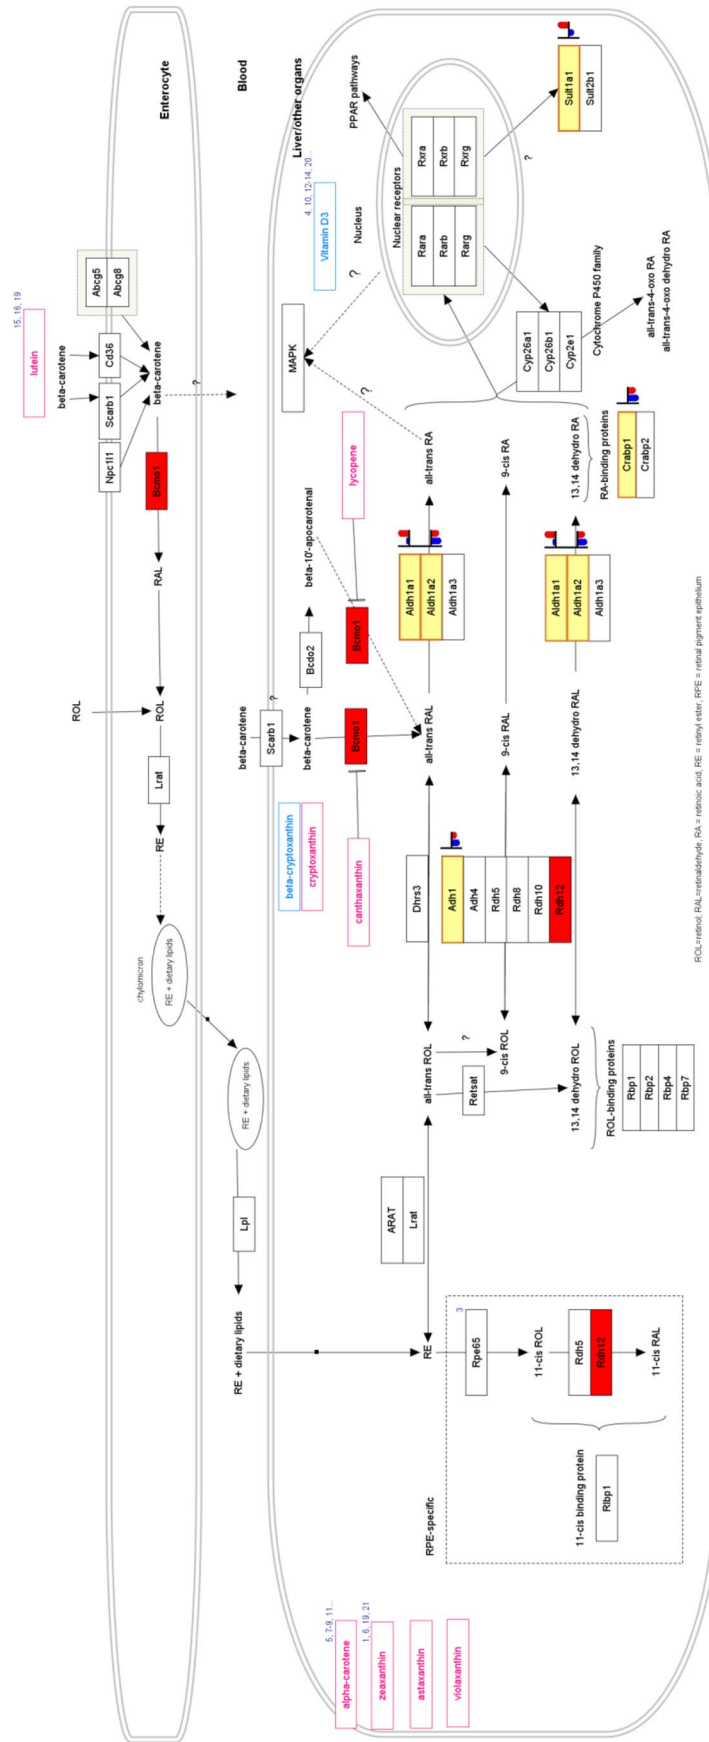 15, 16, 19
lutein
beta-carotene
Npc1l1
Scarb1
Cd36
Abcg5
Abcg8
Enterocyte
ROL
chylomicron
RE + dietary lipids
RE
Lrat
ROL
RAL
Bcmo1
beta-carotene
?
Blood
RE + dietary lipids
Lpl
RE + dietary lipids
Liver/other organs
5, 7-9, 11...
alpha-carotene
1, 6, 19, 21
zeaxanthin
astaxanthin
violaxanthin
beta-cryptoxanthin
cryptoxanthin
canthaxanthin
beta-carotene
Scarb1
?
beta-carotene
Bcdo2
beta-10'-apocarotenal
Bcmo1
Bcmo1
lycopene
MAPK
4, 10, 12-14, 20...
Vitamin D3
?
?
Nucleus
Nuclear receptors
Rara
Rarb
Rarg
Rxra
Rxrb
Rxrg
PPAR pathways
RE
ARAT
Lrat
all-trans ROL
Dhrs3
all-trans RAL
Aldh1a1
Aldh1a2
Aldh1a3
all-trans RA
Retsat
?
9-cis ROL
Adh1
Adh4
Rdh5
Rdh8
Rdh10
Rdh12
9-cis RAL
9-cis RA
13,14 dehydro ROL
13,14 dehydro RAL
Aldh1a1
Aldh1a2
Aldh1a3
13,14 dehydro RA
ROL-binding proteins
Rbp1
Rbp2
Rbp4
Rbp7
RA-binding proteins
Crabp1
Crabp2
Cyp26a1
Cyp26b1
Cyp2e1
Cytochrome P450 family
all-trans-4-oxo RA
all-trans-4-oxo dehydro RA
?
Sult1a1
Sult2b1
RPE-specific
3
Rpe65
11-cis ROL
Rdh5
Rdh12
11-cis RAL
11-cis binding protein
Rlbp1
ROL=retinol, RAL=retinaldehyde, RA = retinoic acid, RE = retinyl ester, RPE = retinal pigment epithelium